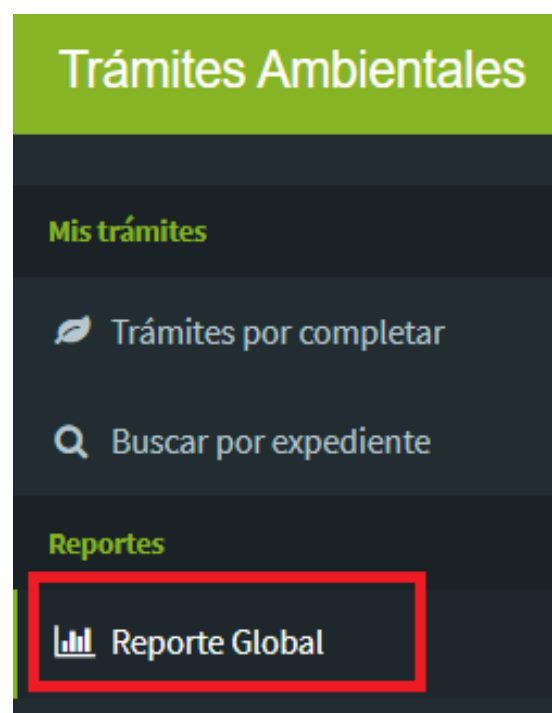 Trámites Ambientales
Mis trámites
Trámites por completar
Buscar por expediente
Reportes
Reporte Global